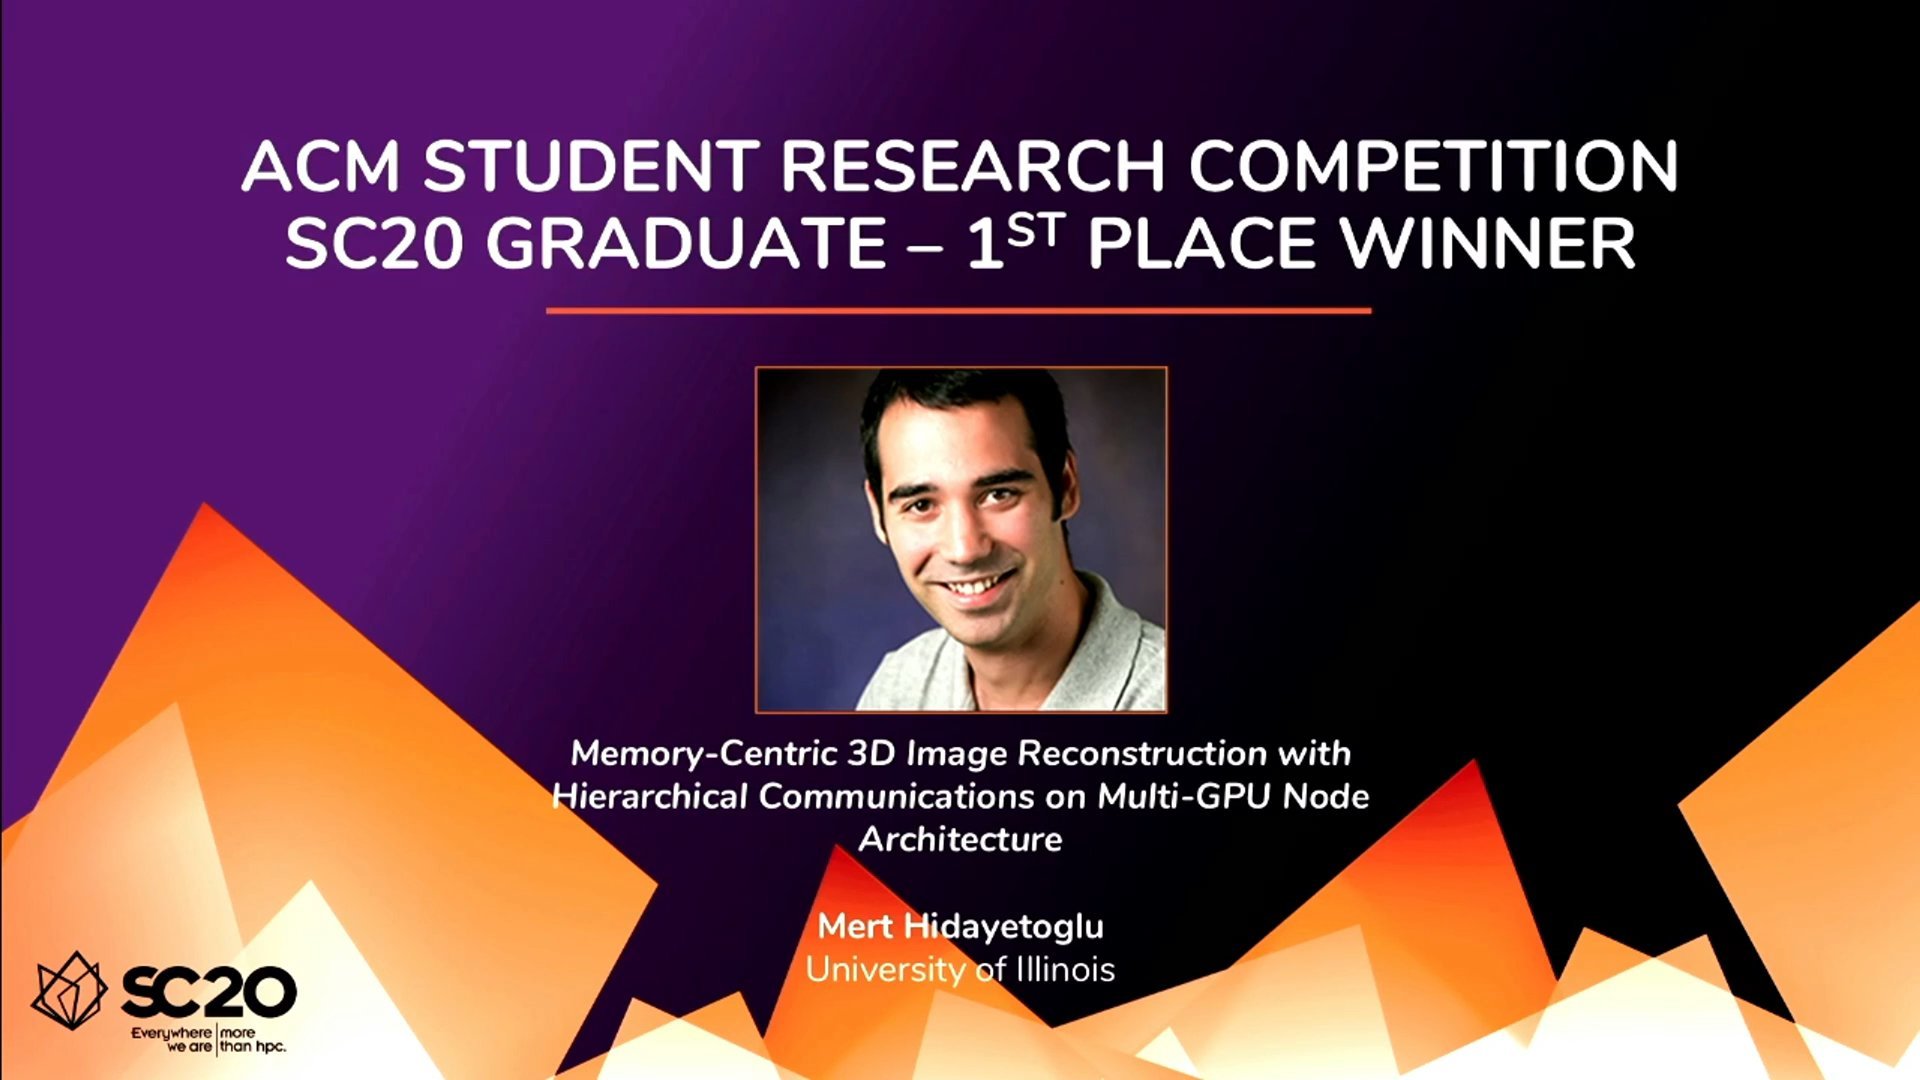 ACM STUDENT RESEARCH COMPETITION
SC20 GRADUATE – 1ST PLACE WINNER
Memory-Centric 3D Image Reconstruction with
Hierarchical Communications on Multi-GPU Node
Architecture
Mert Hidayetoglu
University of Illinois
SC20
Everywhere more
we are than hpc.